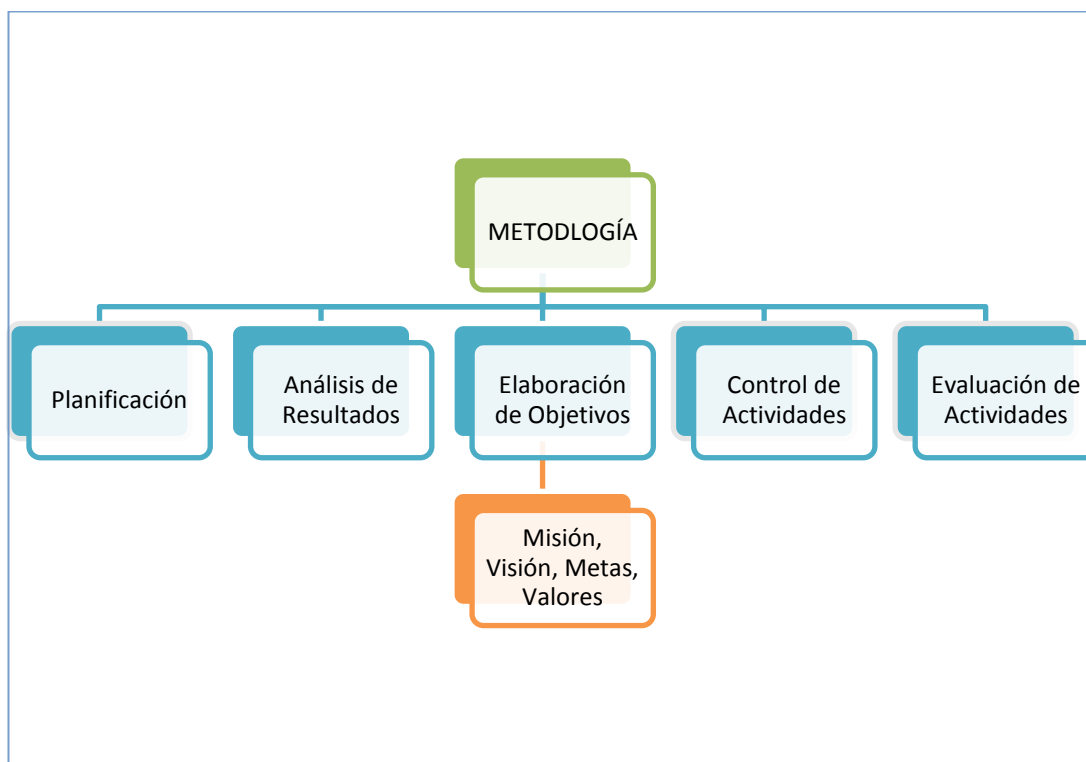 METODLOGÍA
Planificación
Análisis de
Resultados
Elaboración
de Objetivos
Control de
Actividades
Evaluación de
Actividades
Misión,
Visión, Metas,
Valores